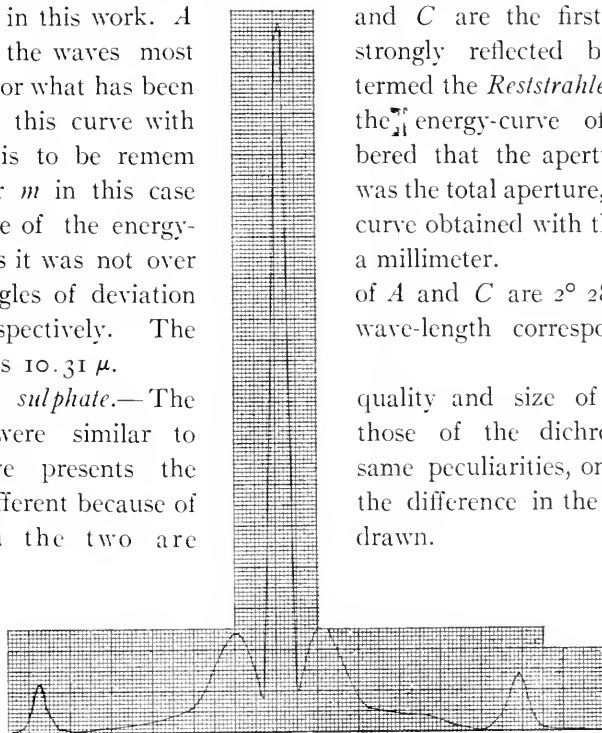 in this work. A and C are the first
the waves most strongly reflected b
or what has been termed the Reststrahle
this curve with the energy-curve of
is to be remem bered that the apertu
m in this case was the total aperture,
e of the energy- curve obtained with th
s it was not over a millimeter.
gles of deviation of A and C are 2° 28
spectively. The wave-length correspo
s 10.31 μ.
sulphate.—The quality and size of
were similar to those of the dichro
e presents the same peculiarities, or
fferent because of the difference in the
the two are drawn.